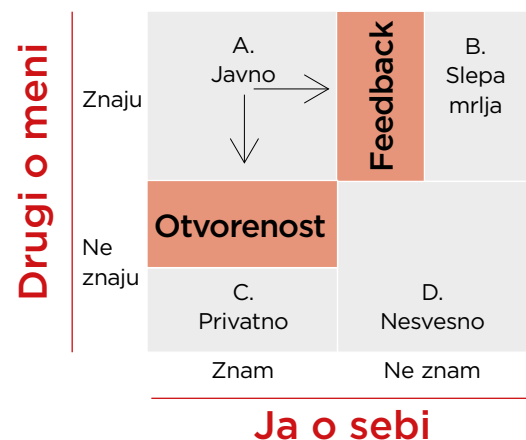 Drugi o meni
Znaju
A.
Javno
Feedback
B.
Slepa
mrlja
Ne
znaju
Otvorenost
C.
Privatno
D.
Nesvesno
Znam
Ne znam
Ja o sebi